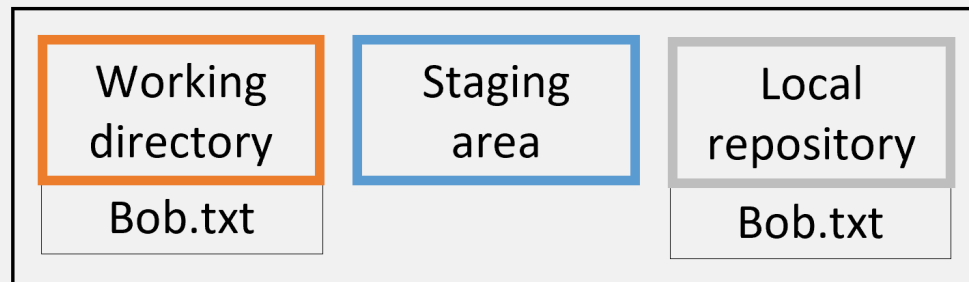 Working
directory
Staging
area
Local
repository
Bob.txt
Bob.txt